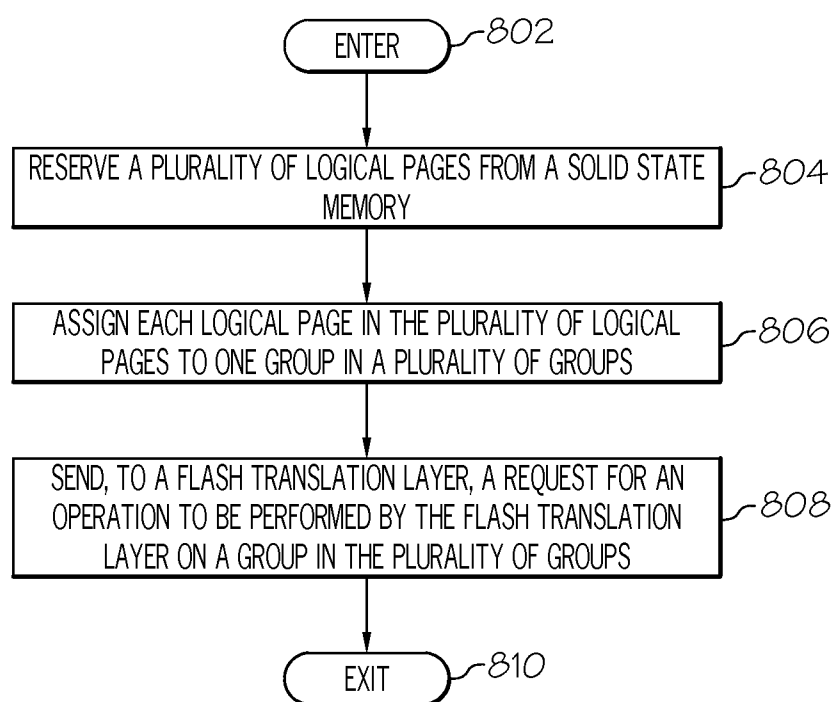 ENTER
802
RESERVE A PLURALITY OF LOGICAL PAGES FROM A SOLID STATE
MEMORY
804
ASSIGN EACH LOGICAL PAGE IN THE PLURALITY OF LOGICAL
PAGES TO ONE GROUP IN A PLURALITY OF GROUPS
806
SEND, TO A FLASH TRANSLATION LAYER, A REQUEST FOR AN
OPERATION TO BE PERFORMED BY THE FLASH TRANSLATION
LAYER ON A GROUP IN THE PLURALITY OF GROUPS
808
EXIT
810